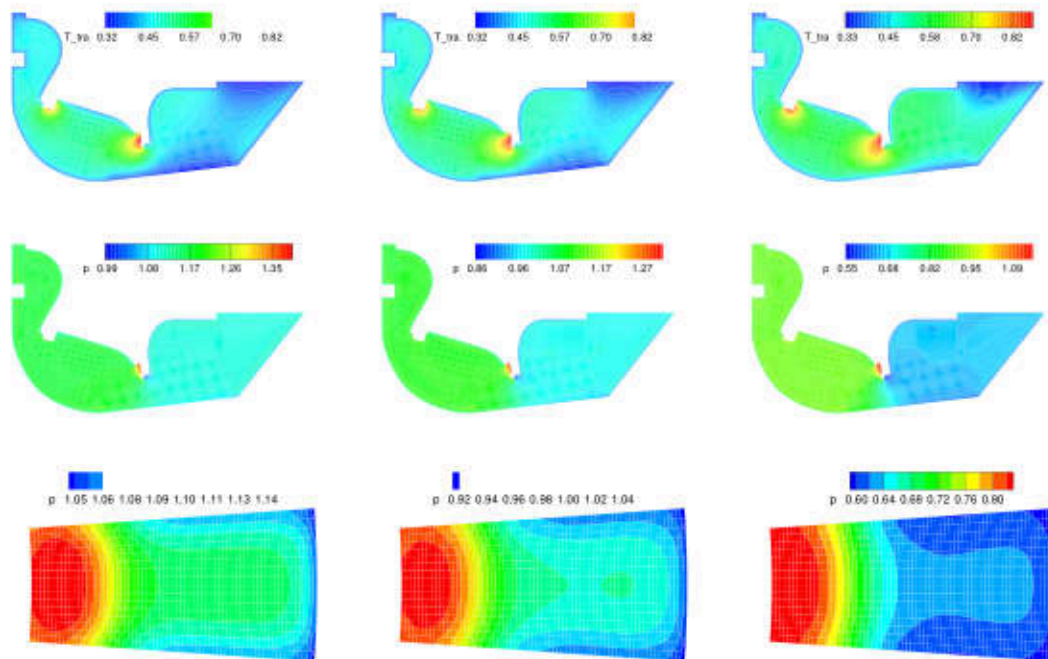 T_tra 0.32 0.45 0.57 0.70 0.82
T_tra 0.32 0.45 0.57 0.70 0.82
T_tra 0.33 0.45 0.58 0.70 0.82
p 0.99 1.08 1.17 1.26 1.35
p 0.86 0.96 1.07 1.17 1.27
p 0.55 0.68 0.82 0.95 1.09
p 1.05 1.06 1.08 1.09 1.10 1.11 1.13 1.14
p 0.92 0.94 0.96 0.98 1.00 1.02 1.04
p 0.60 0.64 0.68 0.72 0.76 0.80